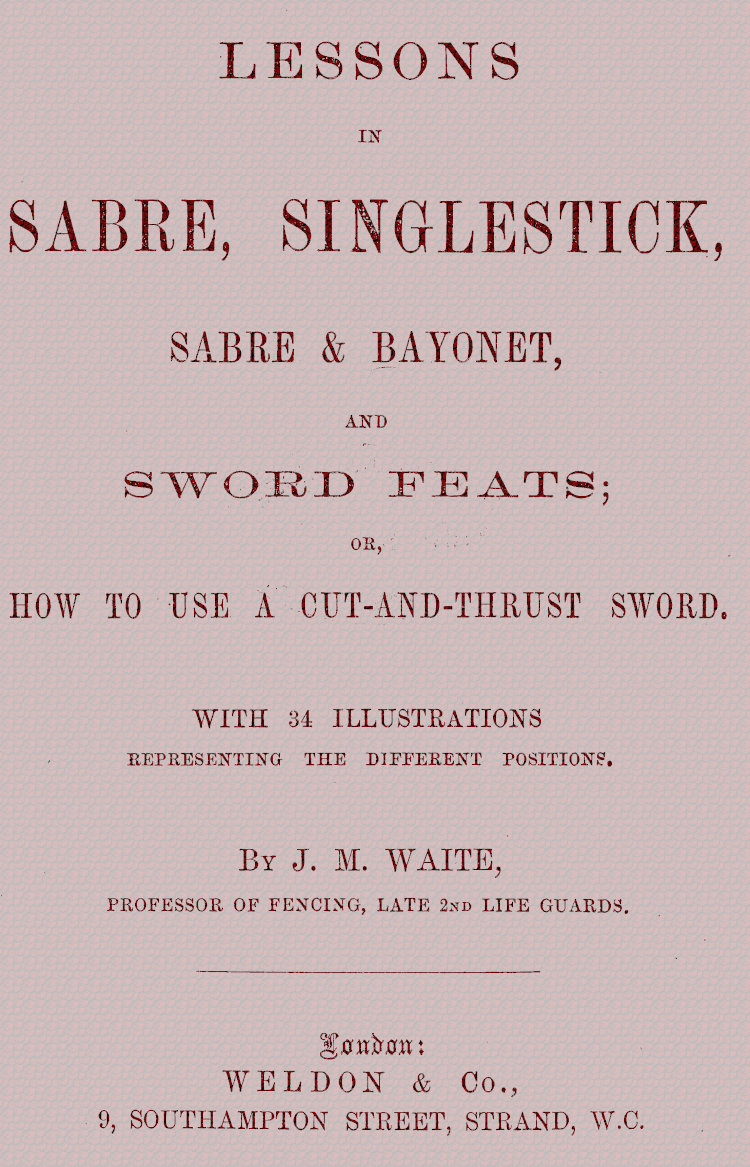 LESSONS
IN
SABRE, SINGLESTICK,
SABRE & BAYONET,
AND
SWORD FEATS;
OR,
HOW TO USE A CUT-AND-THRUST SWORD.
WITH 34 ILLUSTRATIONS
REPRESENTING THE DIFFERENT POSITIONS.
BY J. M. WAITE,
PROFESSOR OF FENCING, LATE 2ND LIFE GUARDS.
London:
WELDON & Co.,
9, SOUTHAMPTON STREET, STRAND, W.C.